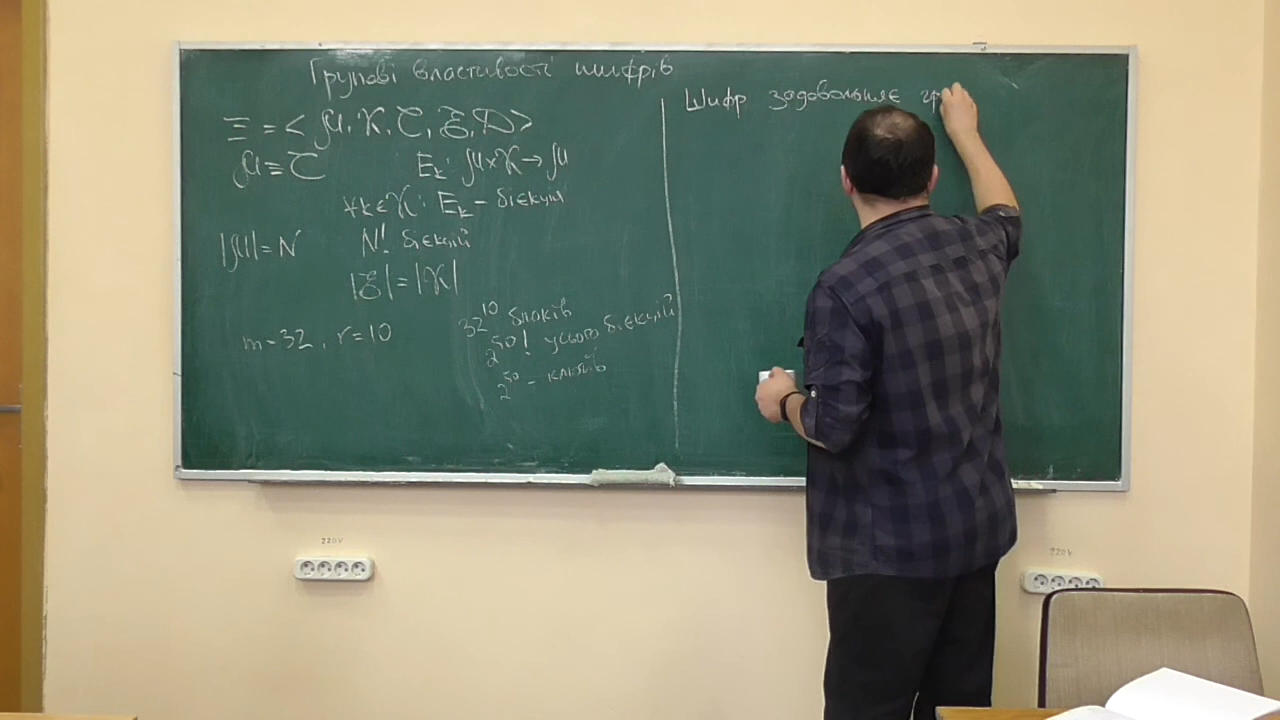 Групові властивості шифрів
Ξ = <ℳ, 𝒦, 𝒞, ℰ, 𝒟>
ℳ ≡ 𝒞 E_k: ℳ×𝒦→ℳ
∀k∈𝒦: E_k - бієкція
|ℳ|=N N! бієкцій
|ℰ|=|𝒦|
m=32, r=10
32^10 блоків
2^50! усього бієкцій
2^50 - ключів
Шифр задовольняє гр
220V
220V